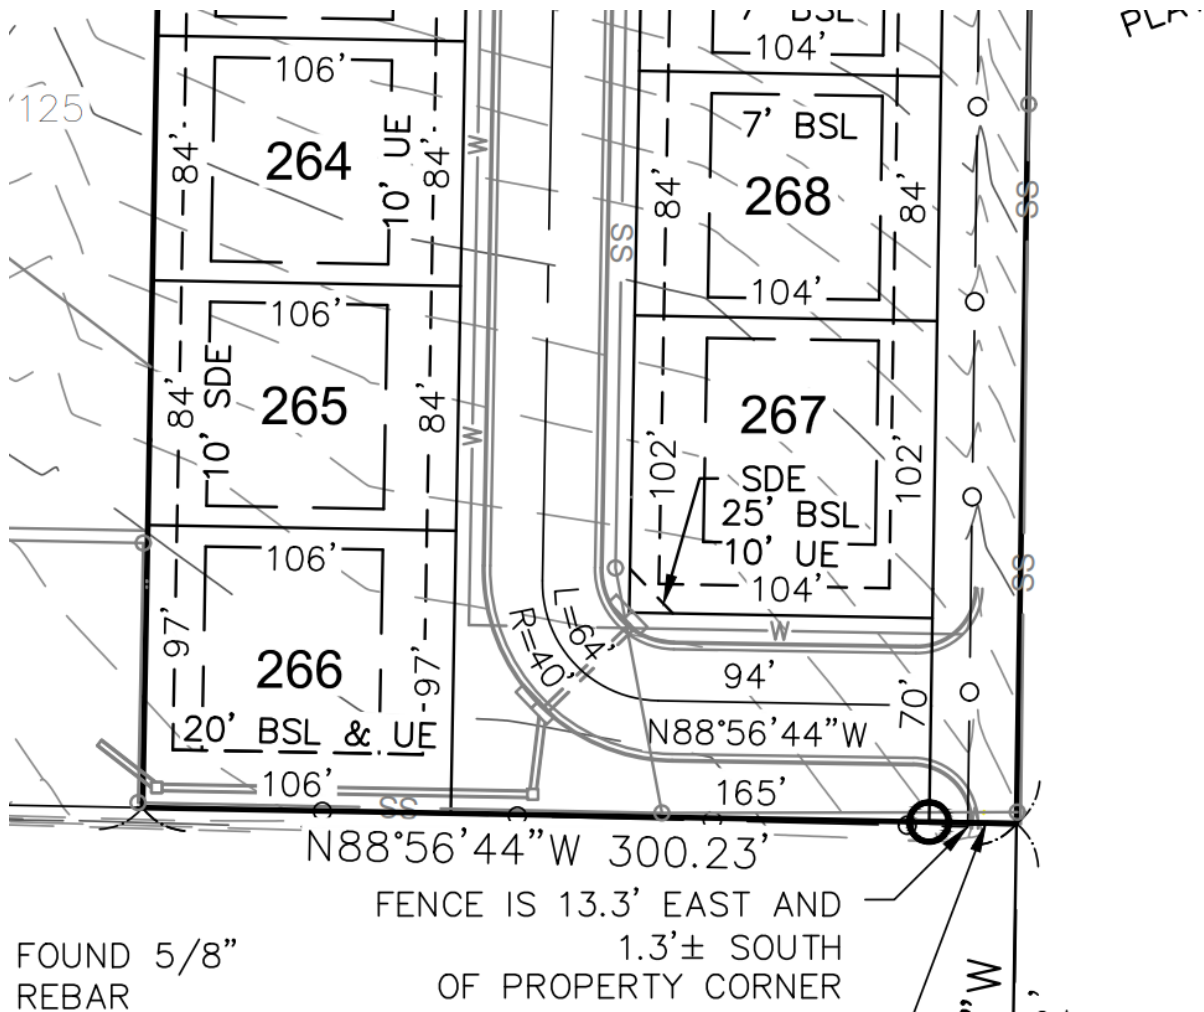 7' BSL
104'
106'
125
264
10' UE
84'
84'
W
7' BSL
268
84'
84'
SS
SS
104'
106'
10' SDE
265
84'
84'
W
267
102'
102'
SDE
25' BSL
10' UE
104'
SS
106'
97'
266
97'
20' BSL & UE
106'
L=64'
R=40'
W
94'
70'
N88°56'44"W
165'
SS
N88°56'44"W 300.23'
FENCE IS 13.3' EAST AND
1.3'± SOUTH
OF PROPERTY CORNER
FOUND 5/8"
REBAR
"W